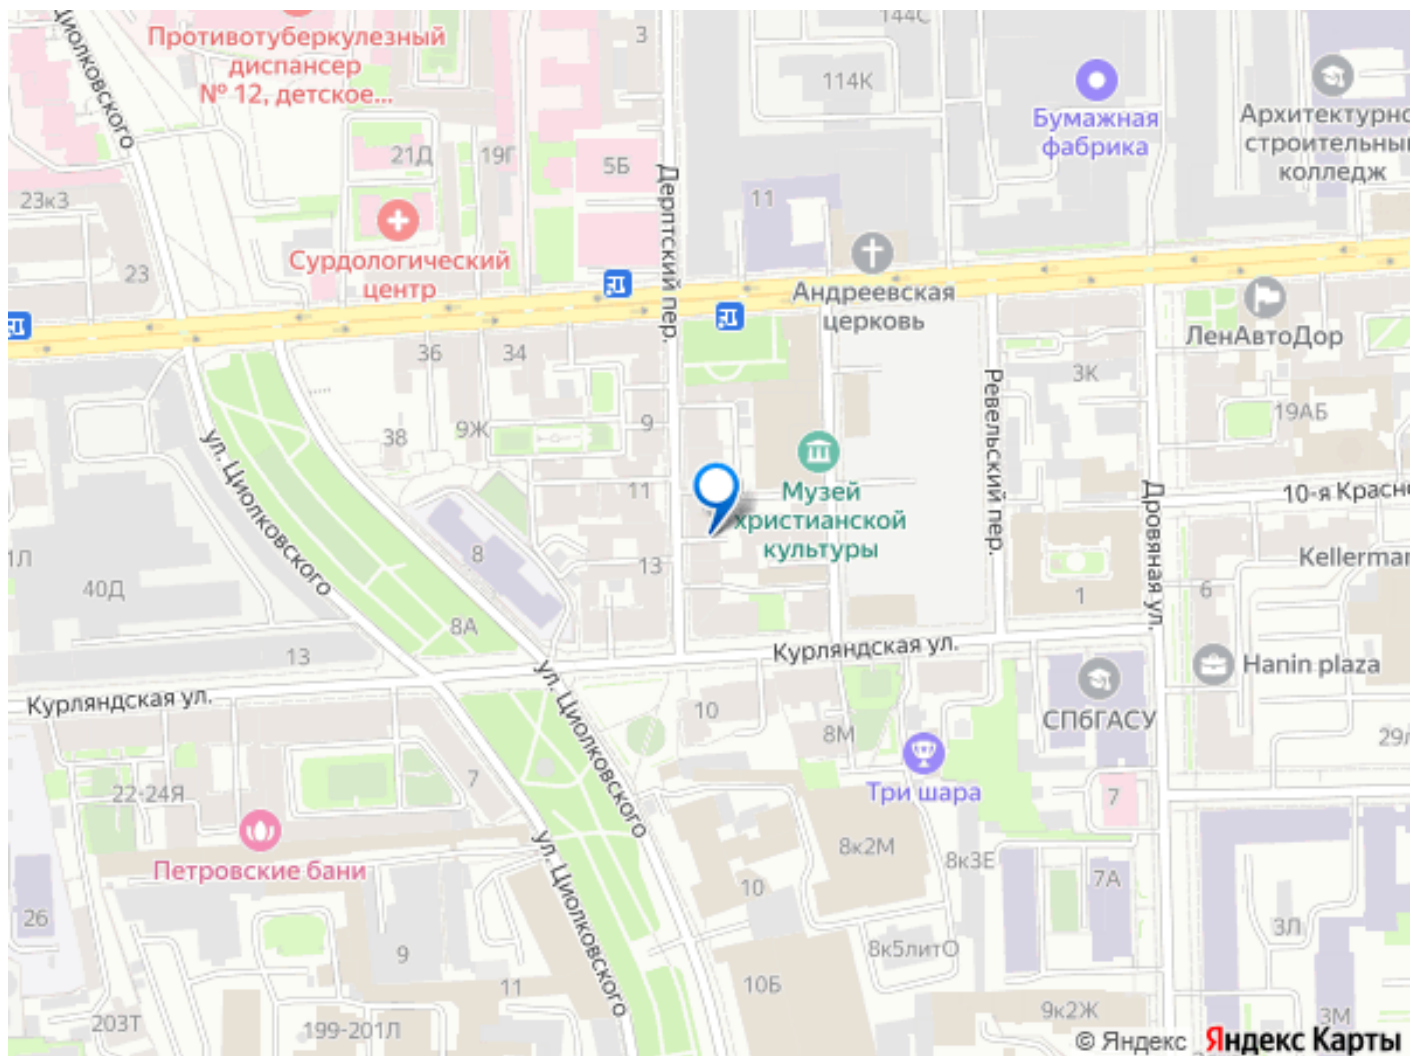 Циолковского
Противотуберкулезный
диспансер
№ 12, детское...
3
144С
114К
Бумажная
фабрика
Архитектурно
строительный
колледж
21Д
19Г
5Б
Дерптский пер.
11
23к3
23
Сурдологический
центр
Андреевская
церковь
ЛенАвтоДор
36
34
3К
Ревельский пер.
19АБ
38
9Ж
9
ул. Циолковского
11
Музей
христианской
культуры
10-я Красно
Дровяная ул.
8
13
1Л
40Д
Kellerman
6
1
8А
13
Курляндская ул.
Hanin plaza
Курляндская ул.
ул. Циолковского
10
8М
СПбГАСУ
29л
Три шара
7
22-24Я
7
Петровские бани
ул. Циолковского
8к2М
8к3Е
7А
10
26
9
8к5литО
3Л
11
10Б
203Т
199-201Л
9к2Ж
3М
© Яндекс Яндекс Карты